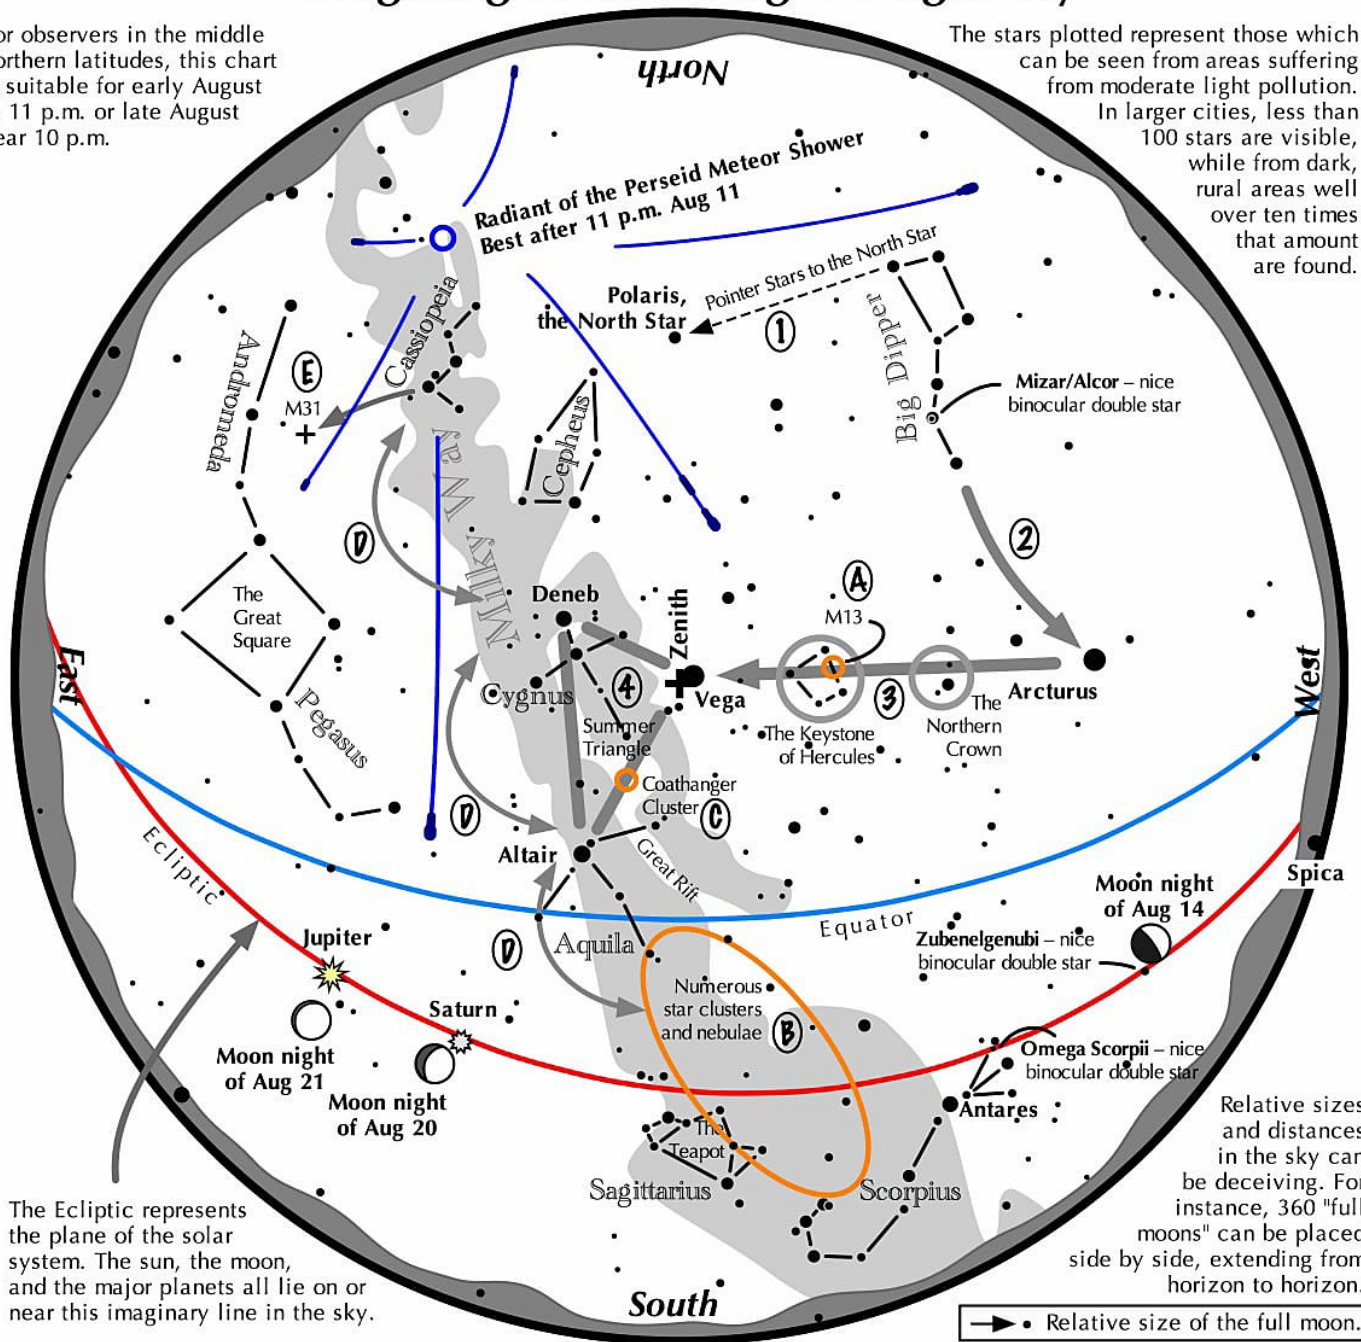 or observers in the middle
orthern latitudes, this chart
suitable for early August
11 p.m. or late August
ear 10 p.m.
The stars plotted represent those which
can be seen from areas suffering
from moderate light pollution.
In larger cities, less than
100 stars are visible,
while from dark,
rural areas well
over ten times
that amount
are found.
North
Radiant of the Perseid Meteor Shower
Best after 11 p.m. Aug 11
Pointer Stars to the North Star
Polaris,
the North Star
1
Cassiopeia
Big Dipper
Andromeda
E
M31
Mizar/Alcor – nice
binocular double star
Cepheus
Milky Way
D
2
The
Great
Square
Deneb
Zenith
A
M13
East
West
Cygnus
4
Vega
3
Arcturus
Pegasus
Summer
Triangle
The Keystone
of Hercules
The
Northern
Crown
Coathanger
Cluster
C
D
Ecliptic
Altair
Great Rift
Spica
Moon night
of Aug 14
Equator
Jupiter
D
Aquila
Zubenelgenubi – nice
binocular double star
Numerous
star clusters
and nebulae
B
Saturn
Moon night
of Aug 21
Moon night
of Aug 20
Omega Scorpii – nice
binocular double star
Antares
The
Teapot
Sagittarius
Scorpius
The Ecliptic represents
the plane of the solar
system. The sun, the moon,
and the major planets all lie on or
near this imaginary line in the sky.
Relative sizes
and distances
in the sky can
be deceiving. For
instance, 360 "full
moons" can be placed
side by side, extending from
horizon to horizon.
South
Relative size of the full moon.